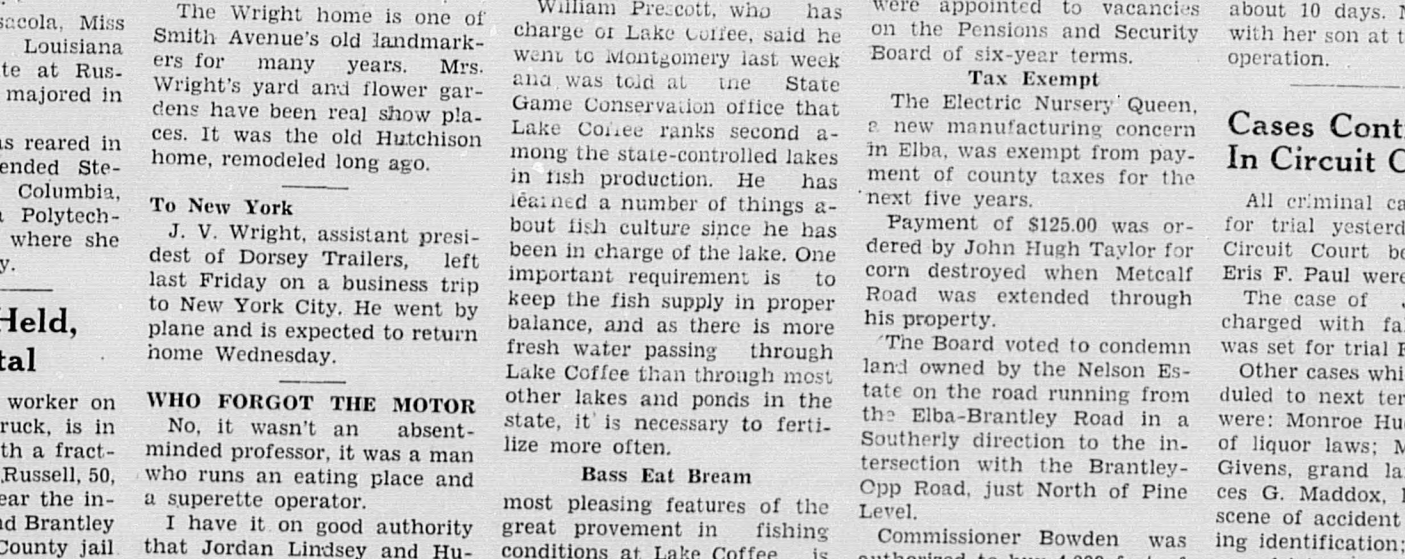 sacola, Miss
Louisiana
te at Rus-
majored in
as reared in
ended Ste-
Columbia,
a Polytech-
where she
y.
Held,
tal
worker on
ruck, is in
th a fract-
Russell, 50,
ear the in-
nd Brantley
County jail
The Wright home is one of
Smith Avenue's old landmark-
ers for many years. Mrs.
Wright's yard and flower gar-
dens have been real show pla-
ces. It was the old Hutchison
home, remodeled long ago.
To New York
J. V. Wright, assistant presi-
dest of Dorsey Trailers, left
last Friday on a business trip
to New York City. He went by
plane and is expected to return
home Wednesday.
WHO FORGOT THE MOTOR
No, it wasn't an absent-
minded professor, it was a man
who runs an eating place and
a superette operator.
I have it on good authority
that Jordan Lindsey and Hu-
William Prescott, who has
charge of Lake Coffee, said he
went to Montgomery last week
and was told at the State
Game Conservation office that
Lake Coffee ranks second a-
mong the state-controlled lakes
in fish production. He has
learned a number of things a-
bout fish culture since he has
been in charge of the lake. One
important requirement is to
keep the fish supply in proper
balance, and as there is more
fresh water passing through
Lake Coffee than through most
other lakes and ponds in the
state, it is necessary to ferti-
lize more often.
Bass Eat Bream
most pleasing features of the
great provement in fishing
conditions at Lake Coffee is
were appointed to vacancies
on the Pensions and Security
Board of six-year terms.
Tax Exempt
The Electric Nursery Queen,
a new manufacturing concern
in Elba, was exempt from pay-
ment of county taxes for the
next five years.
Payment of $125.00 was or-
dered by John Hugh Taylor for
corn destroyed when Metcalf
Road was extended through
his property.
The Board voted to condemn
land owned by the Nelson Es-
tate on the road running from
the Elba-Brantley Road in a
Southerly direction to the in-
tersection with the Brantley-
Opp Road, just North of Pine
Level.
Commissioner Bowden was
about 10 days.
with her son at t
operation.
Cases Cont
In Circuit C
All criminal ca
for trial yesterd
Circuit Court be
Eris F. Paul were
The case of
charged with fa
was set for trial F
Other cases whi
duled to next ter
were: Monroe Hu
of liquor laws; M
Givens, grand la
ces G. Maddox,
scene of accident
ing identification;